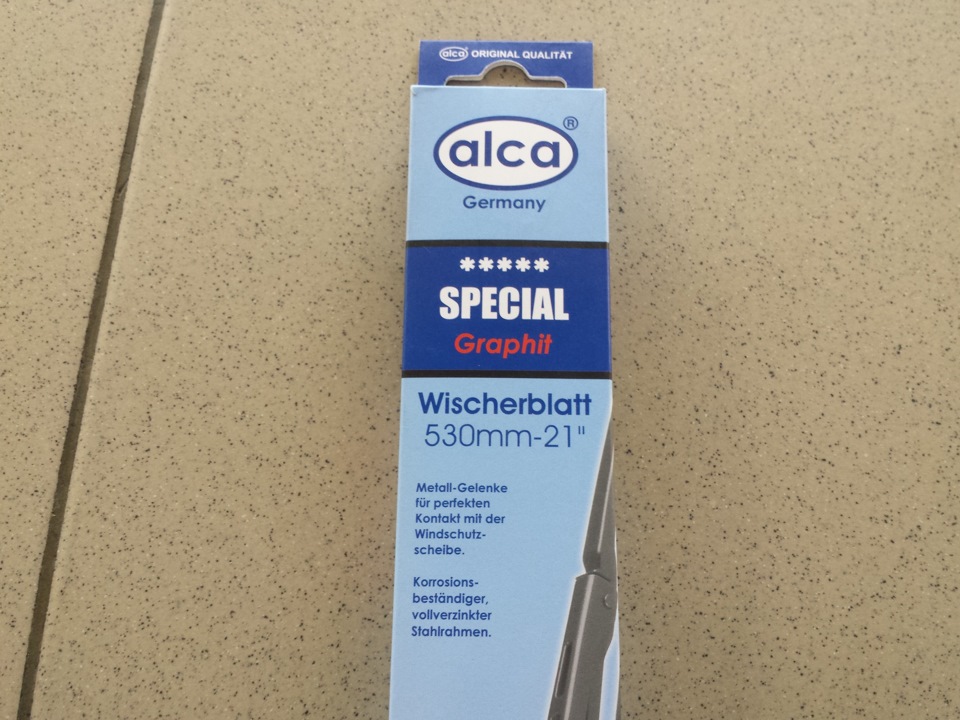 alca ORIGINAL QUALITÄT
alca®
Germany
*****
SPECIAL
Graphit
Wischerblatt
530mm-21"
Metall-Gelenke
für perfekten
Kontakt mit der
Windschutz-
scheibe.
Korrosions-
beständiger,
vollverzinkter
Stahlrahmen.